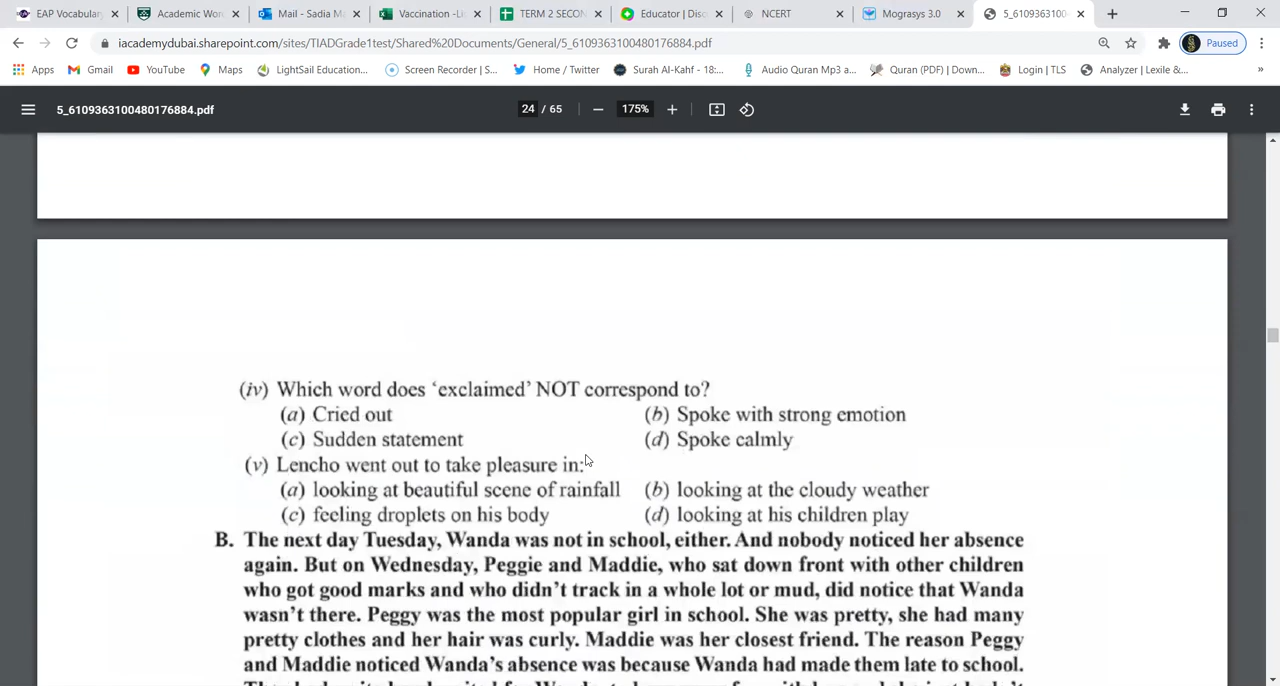 EAP Vocabulary
Academic Wor
Mail - Sadia M
Vaccination -Li
TERM 2 SECON
Educator | Disc
NCERT
Mograsys 3.0
5_6109363100
iacademydubai.sharepoint.com/sites/TIADGrade1test/Shared%20Documents/General/5_6109363100480176884.pdf
Paused
Apps
Gmail
YouTube
Maps
LightSail Education...
Screen Recorder | S...
Home / Twitter
Surah Al-Kahf - 18:...
Audio Quran Mp3 a...
Quran (PDF) | Down...
Login | TLS
Analyzer | Lexile &...
»
5_6109363100480176884.pdf
24 / 65
175%
(iv) Which word does ‘exclaimed’ NOT correspond to?
(a) Cried out (b) Spoke with strong emotion
(c) Sudden statement (d) Spoke calmly
(v) Lencho went out to take pleasure in:
(a) looking at beautiful scene of rainfall (b) looking at the cloudy weather
(c) feeling droplets on his body (d) looking at his children play
B. The next day Tuesday, Wanda was not in school, either. And nobody noticed her absence
again. But on Wednesday, Peggie and Maddie, who sat down front with other children
who got good marks and who didn’t track in a whole lot or mud, did notice that Wanda
wasn’t there. Peggy was the most popular girl in school. She was pretty, she had many
pretty clothes and her hair was curly. Maddie was her closest friend. The reason Peggy
and Maddie noticed Wanda’s absence was because Wanda had made them late to school.